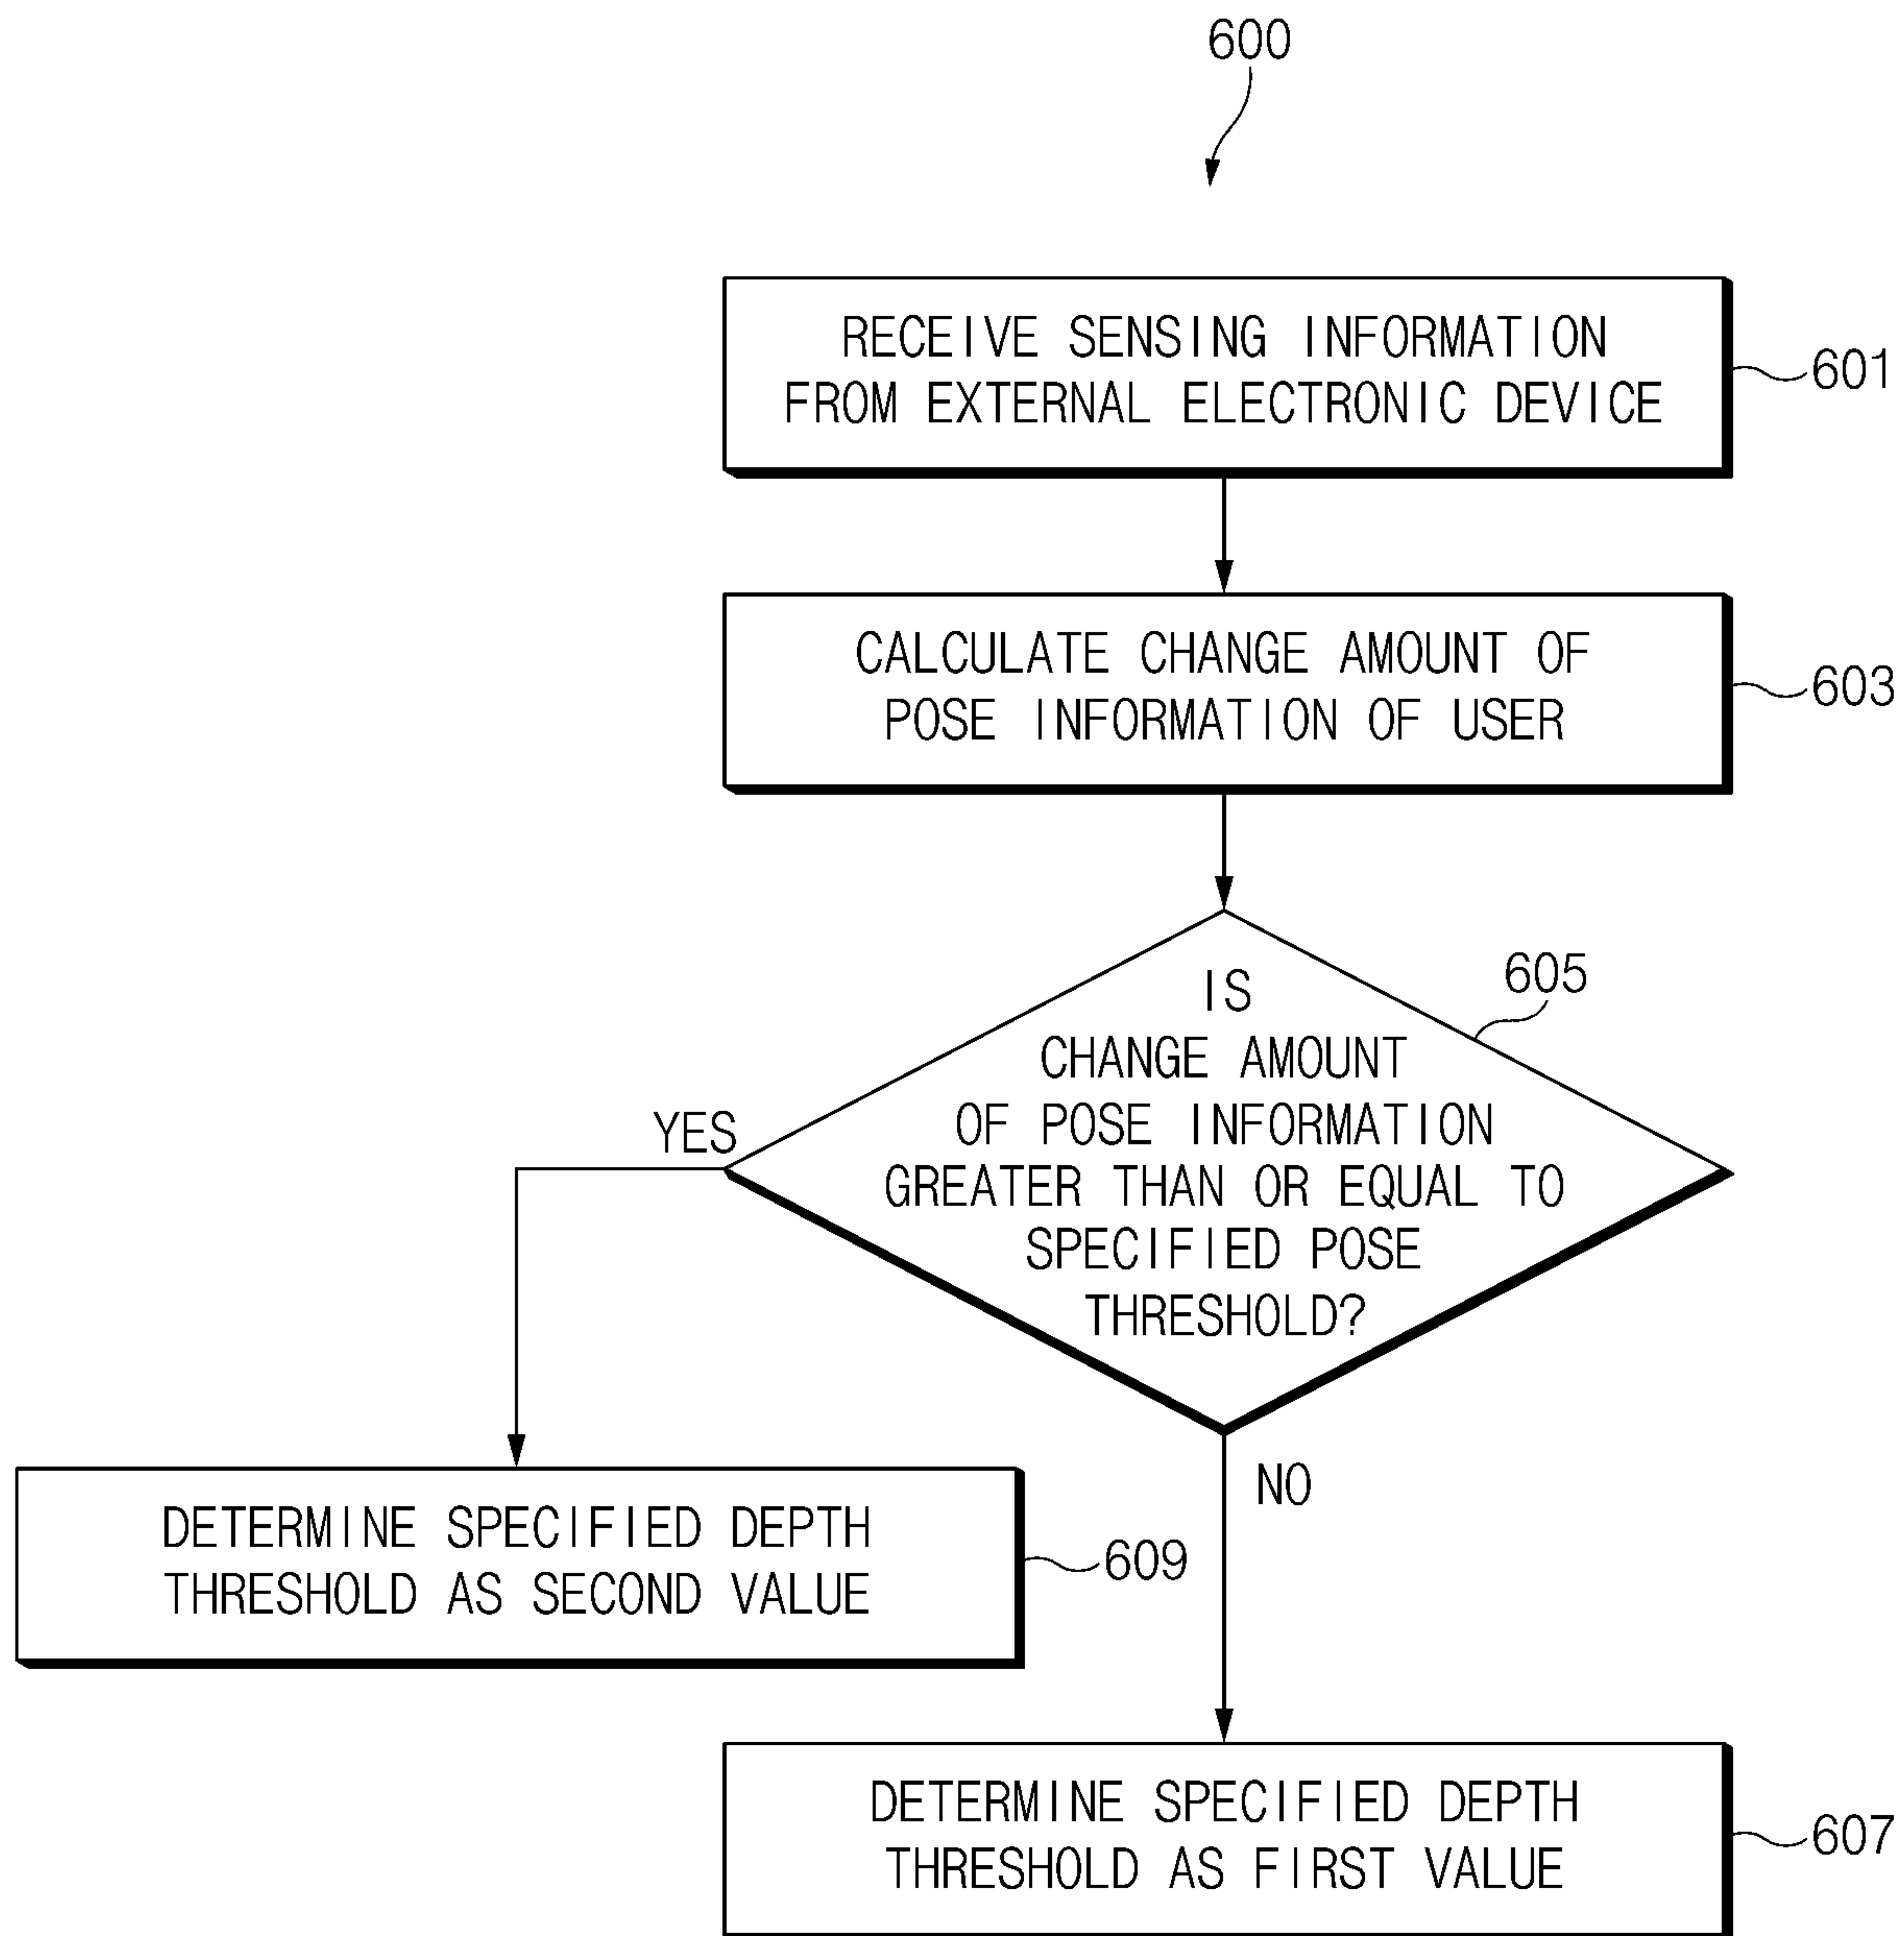 600
RECEIVE SENSING INFORMATION
FROM EXTERNAL ELECTRONIC DEVICE
601
CALCULATE CHANGE AMOUNT OF
POSE INFORMATION OF USER
603
605
IS
CHANGE AMOUNT
OF POSE INFORMATION
GREATER THAN OR EQUAL TO
SPECIFIED POSE
THRESHOLD?
YES
NO
DETERMINE SPECIFIED DEPTH
THRESHOLD AS SECOND VALUE
609
DETERMINE SPECIFIED DEPTH
THRESHOLD AS FIRST VALUE
607